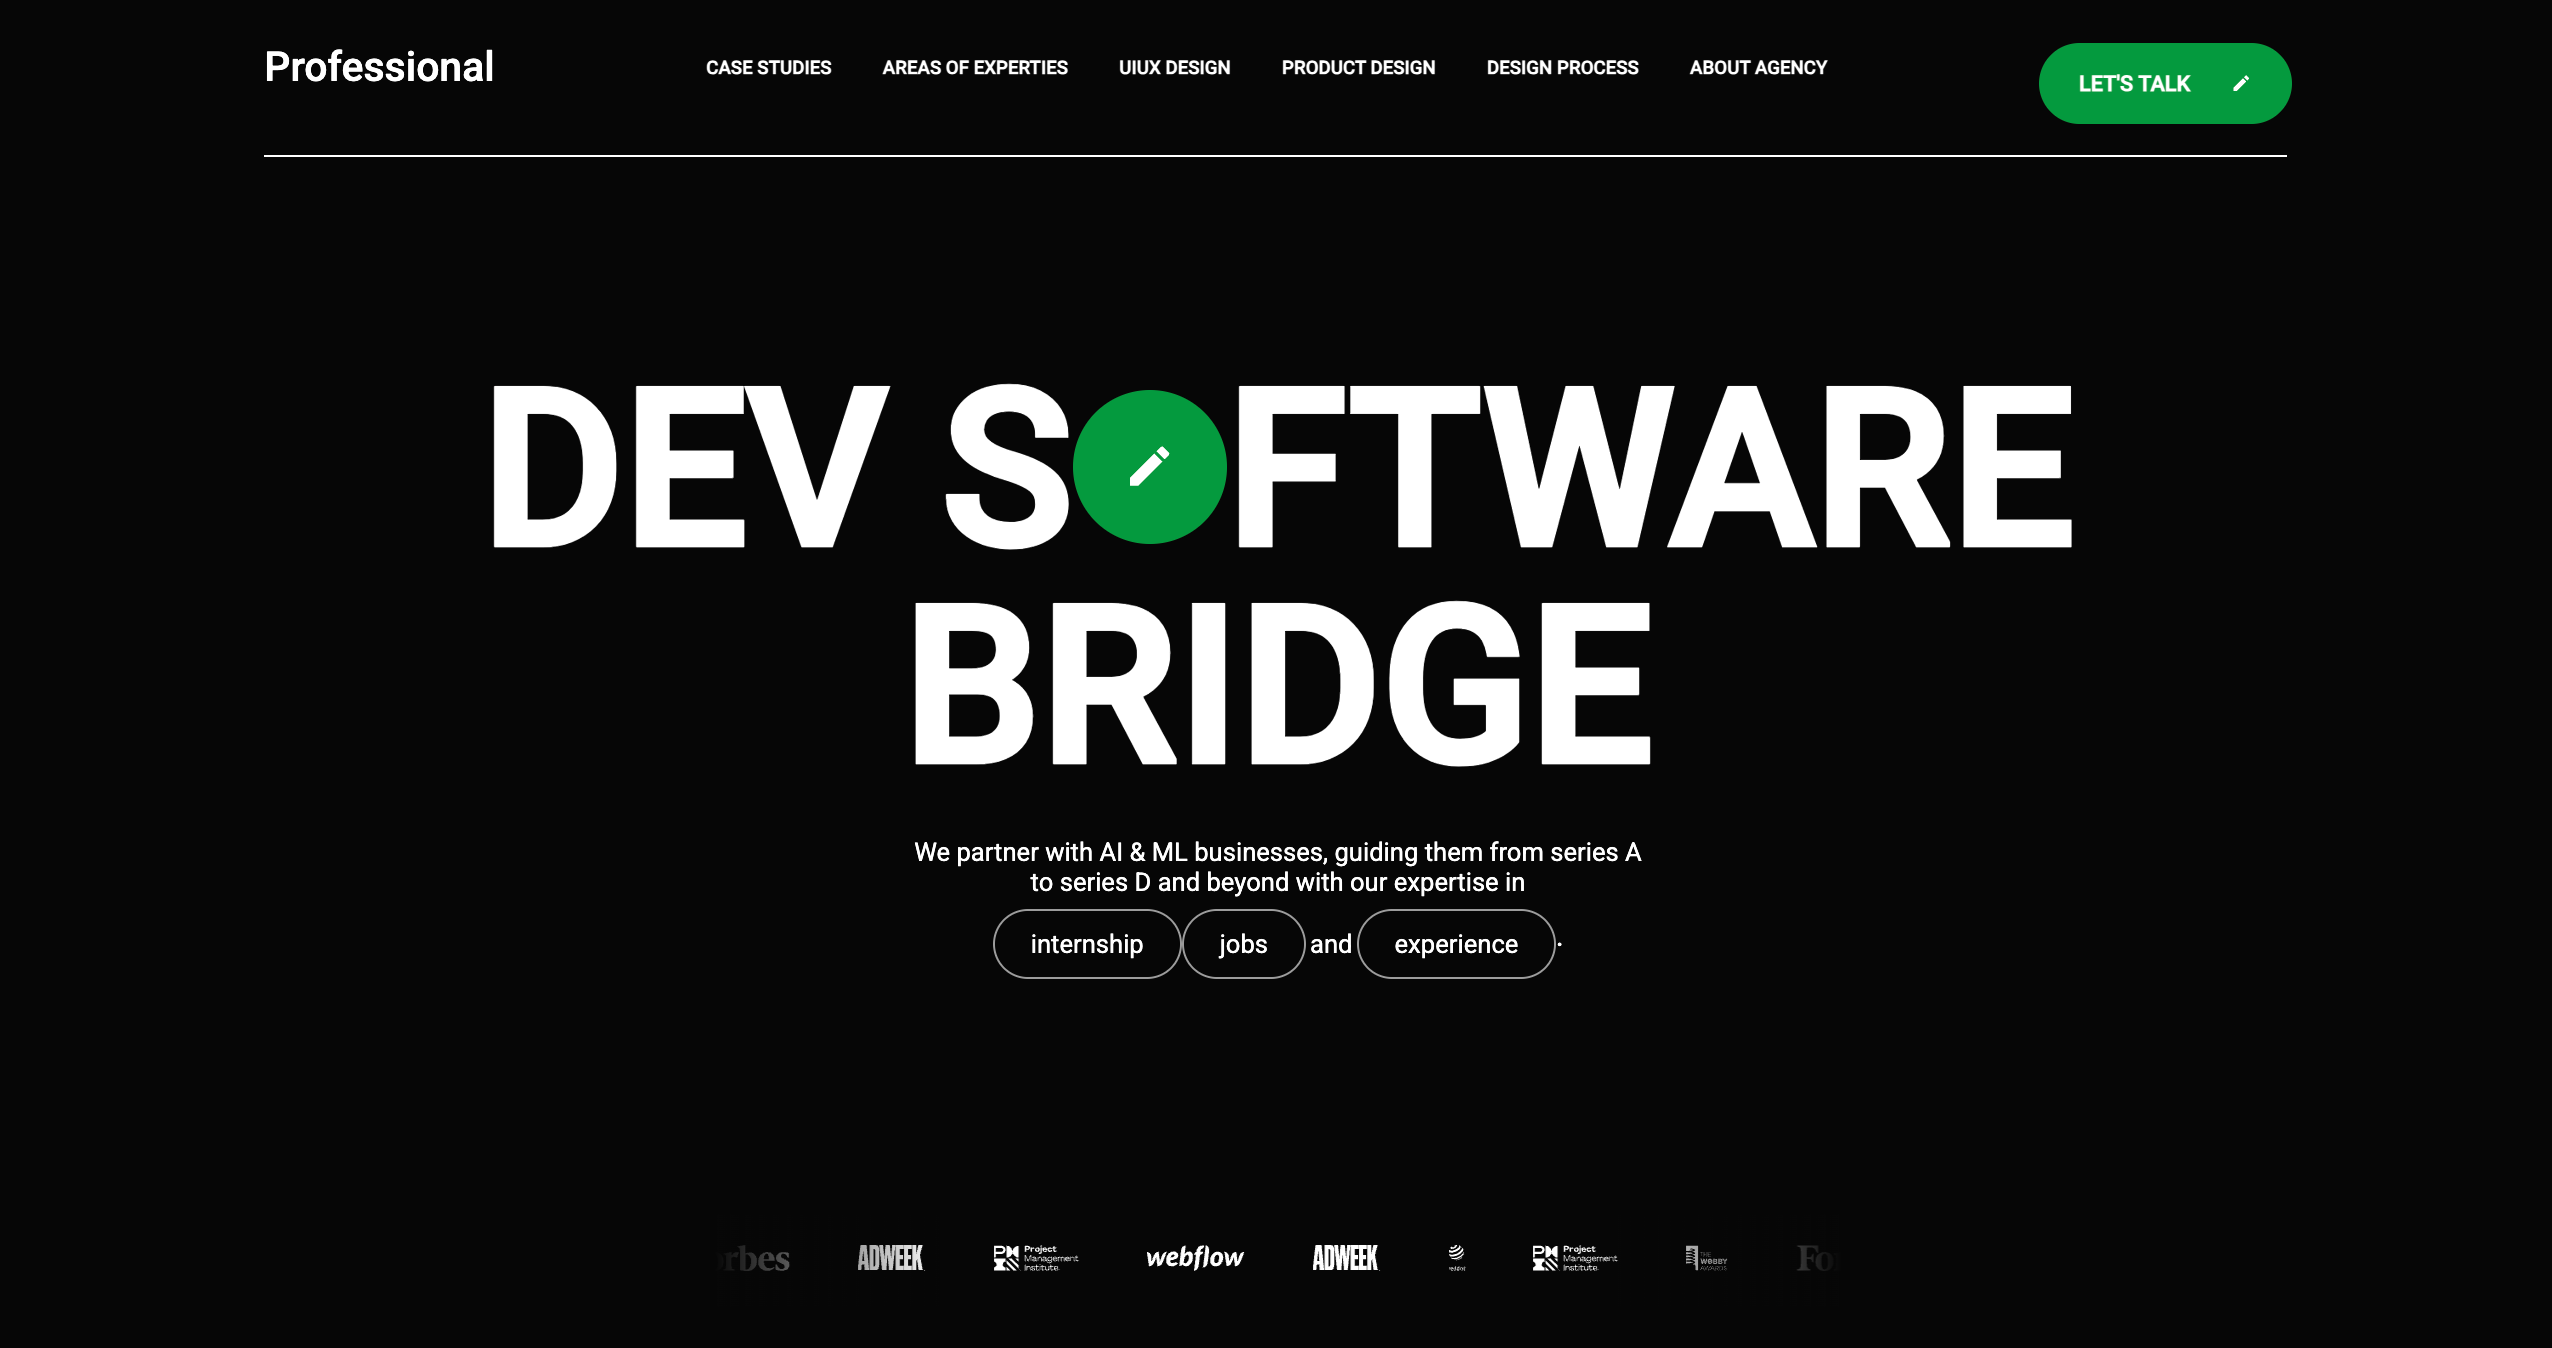 Professional
CASE STUDIES
AREAS OF EXPERTIES
UIUX DESIGN
PRODUCT DESIGN
DESIGN PROCESS
ABOUT AGENCY
LET'S TALK
DEV S FTWARE
BRIDGE
We partner with AI & ML businesses, guiding them from series A
to series D and beyond with our expertise in
internship jobs and experience .
rbes
ADWEEK
Project
Management
Institute.
webflow
ADWEEK
reddot
Project
Management
Institute.
THE
WEBBY
AWARDS
Fo